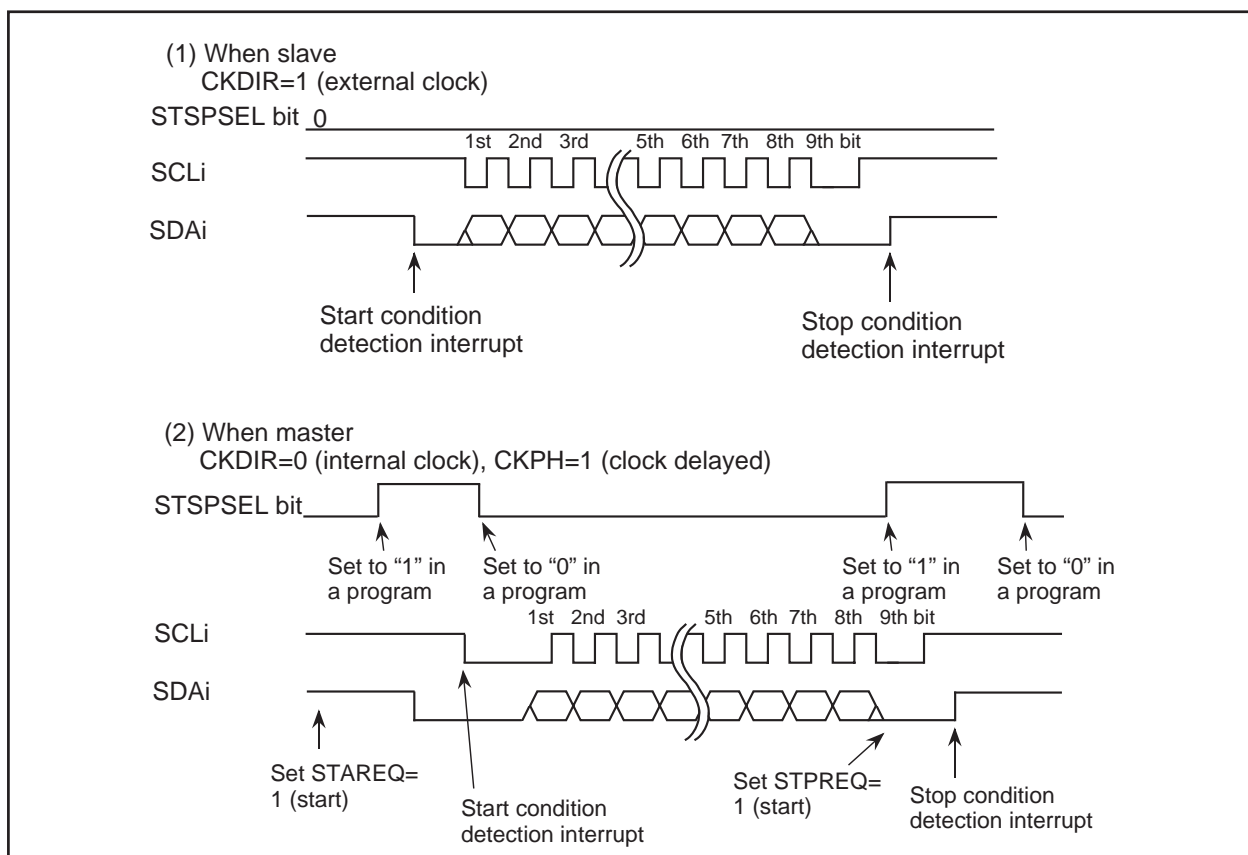 (1) When slave
CKDIR=1 (external clock)
STSPSEL bit 0
1st 2nd 3rd 5th 6th 7th 8th 9th bit
SCLi
SDAi
Start condition
detection interrupt
Stop condition
detection interrupt
(2) When master
CKDIR=0 (internal clock), CKPH=1 (clock delayed)
STSPSEL bit
Set to “1” in
a program
Set to “0” in
a program
Set to “1” in
a program
Set to “0” in
a program
1st 2nd 3rd 5th 6th 7th 8th 9th bit
SCLi
SDAi
Set STAREQ=
1 (start)
Start condition
detection interrupt
Set STPREQ=
1 (start)
Stop condition
detection interrupt